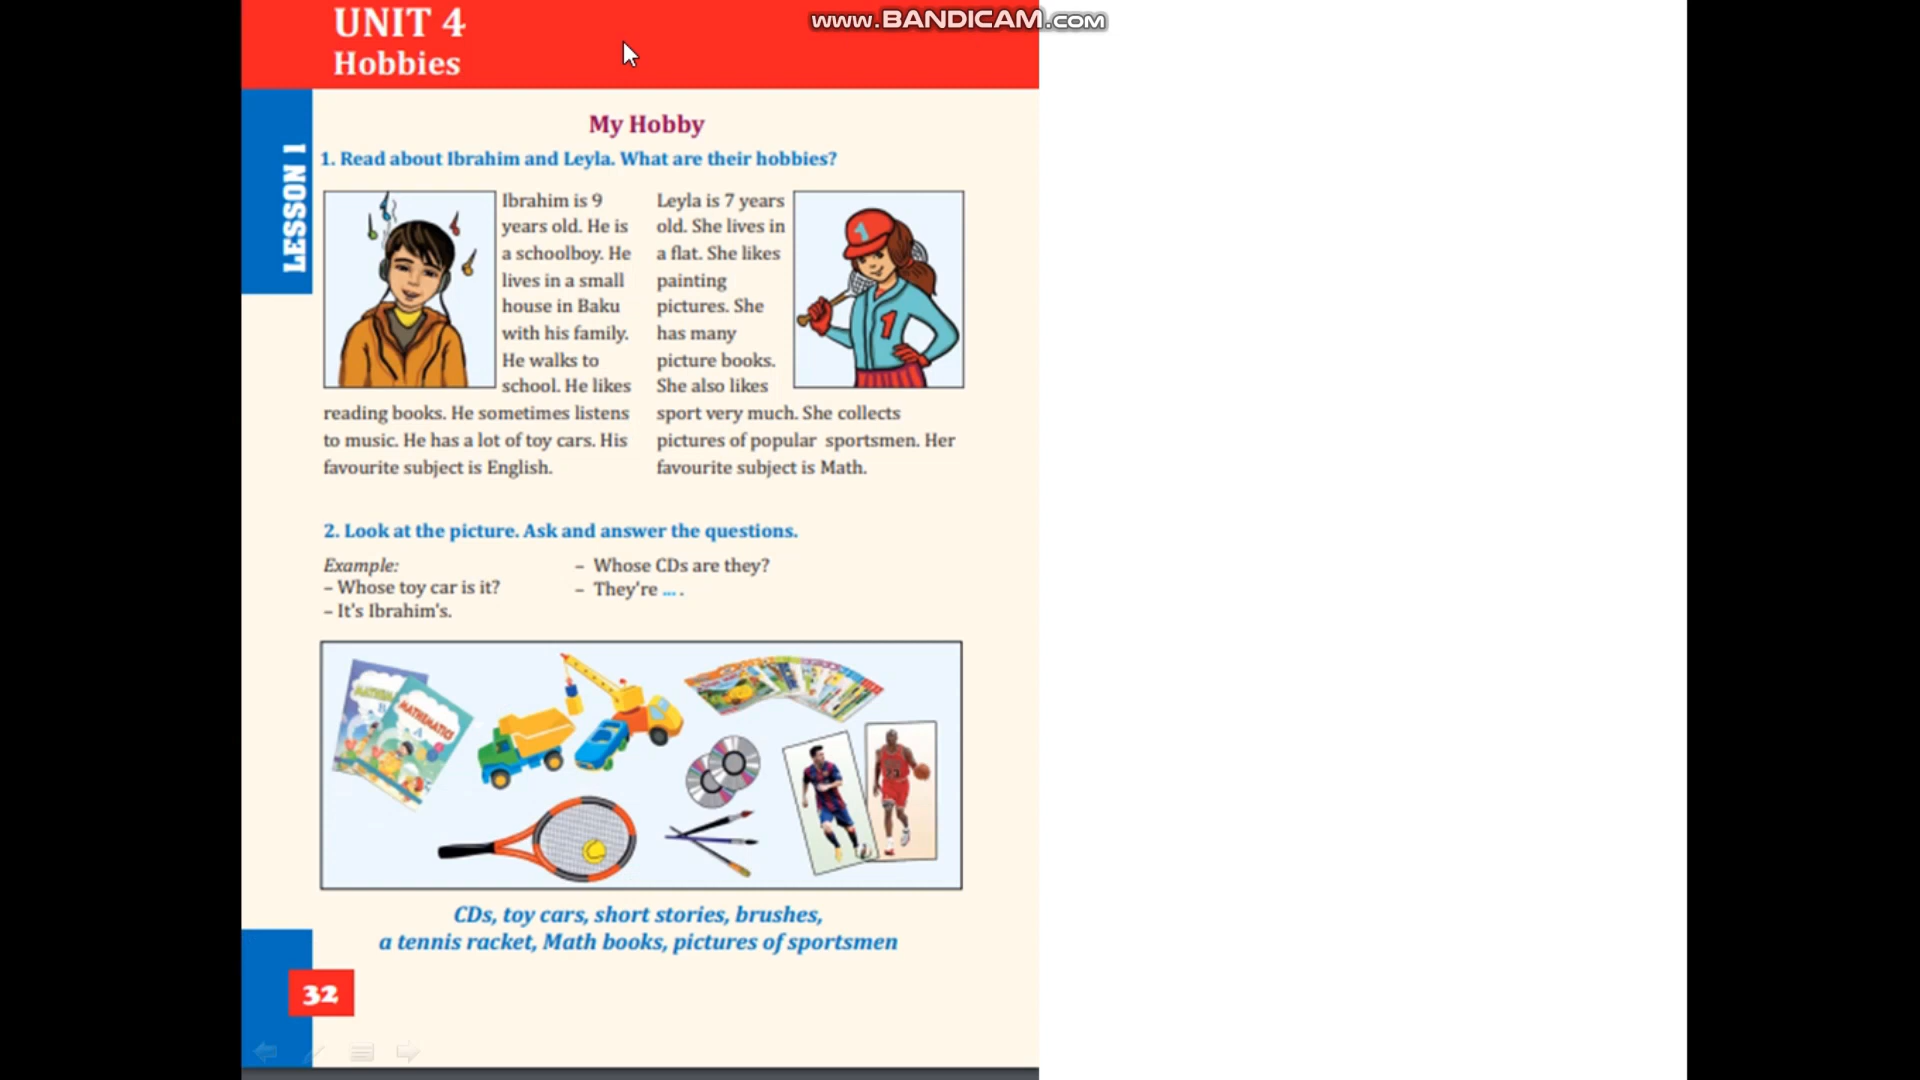 www.BANDICAM.com
UNIT 4
Hobbies
LESSON 1
My Hobby
1. Read about Ibrahim and Leyla. What are their hobbies?
Ibrahim is 9
years old. He is
a schoolboy. He
lives in a small
house in Baku
with his family.
He walks to
school. He likes
reading books. He sometimes listens
to music. He has a lot of toy cars. His
favourite subject is English.
Leyla is 7 years
old. She lives in
a flat. She likes
painting
pictures. She
has many
picture books.
She also likes
sport very much. She collects
pictures of popular sportsmen. Her
favourite subject is Math.
1
1
2. Look at the picture. Ask and answer the questions.
Example:
– Whose toy car is it?
– It's Ibrahim's.
– Whose CDs are they?
– They're ... .
MATHEMATICS
A
23
CDs, toy cars, short stories, brushes,
a tennis racket, Math books, pictures of sportsmen
32